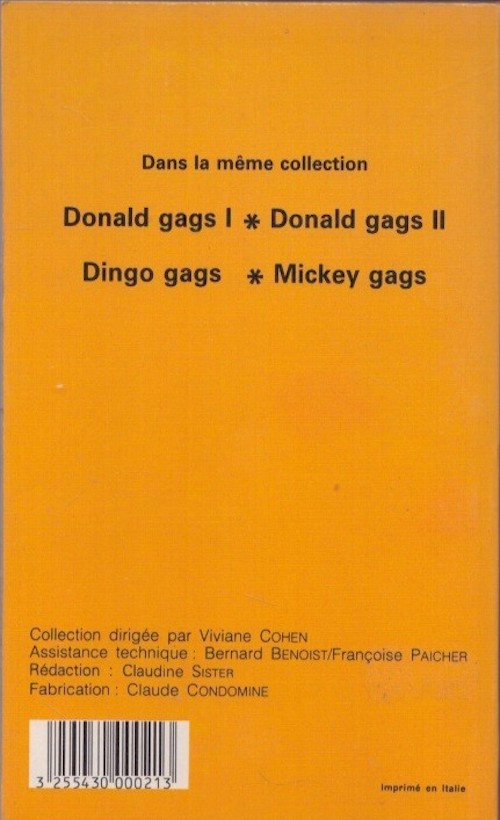 Dans la même collection
Donald gags I * Donald gags II
Dingo gags * Mickey gags
Collection dirigée par Viviane COHEN
Assistance technique : Bernard BENOIST/Françoise PAICHER
Rédaction : Claudine SISTER
Fabrication : Claude CONDOMINE
3 255430 000213
Imprimé en Italie